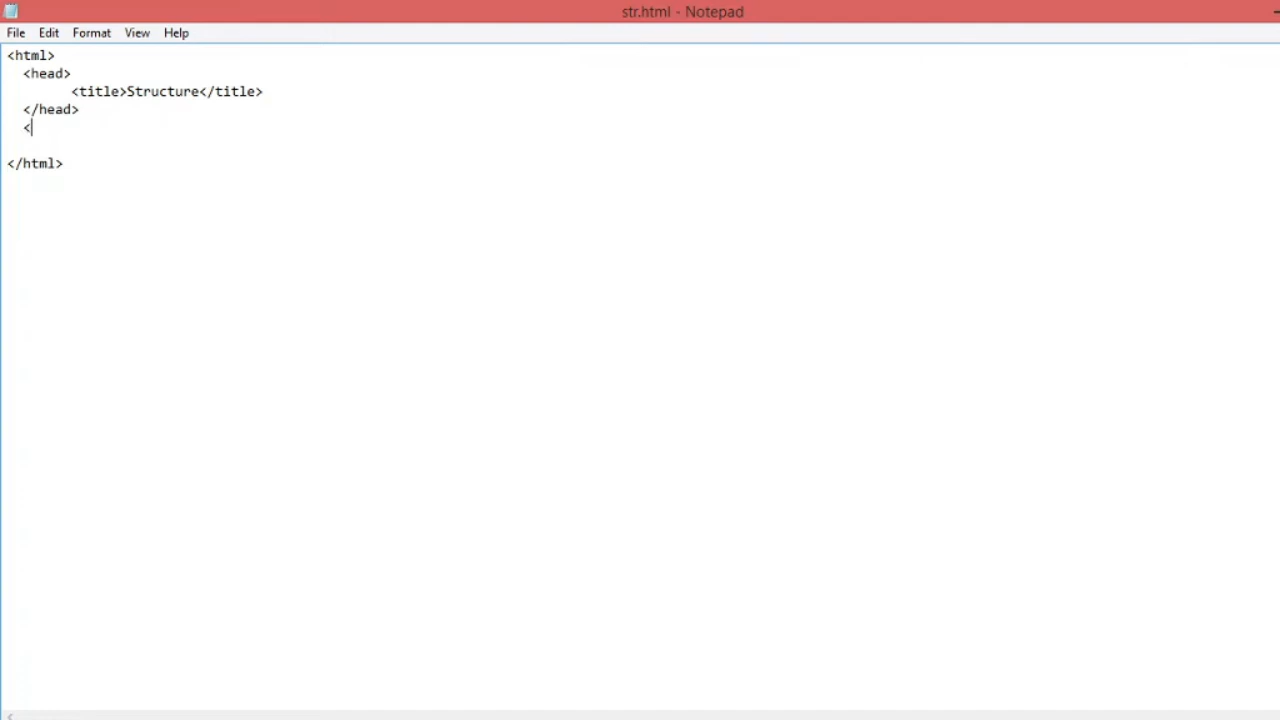 str.html - Notepad
File Edit Format View Help
<html>
<head>
<title>Structure</title>
</head>
<
</html>